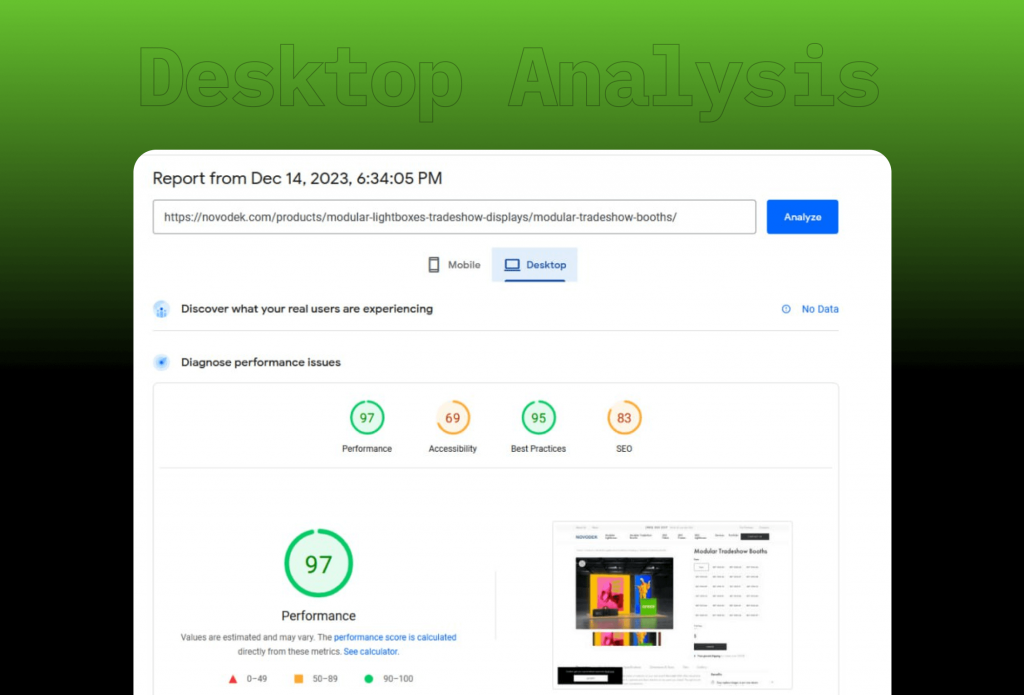 Desktop Analysis
Report from Dec 14, 2023, 6:34:05 PM
https://novodek.com/products/modular-lightboxes-tradeshow-displays/modular-tradeshow-booths/
Analyze
Mobile
Desktop
Discover what your real users are experiencing
No Data
Diagnose performance issues
97
69
95
83
Performance
Accessibility
Best Practices
SEO
97
Performance
Values are estimated and may vary. The performance score is calculated
directly from these metrics. See calculator.
0–49
50–89
90–100
NOVODEK
Modular Tradeshow Booths